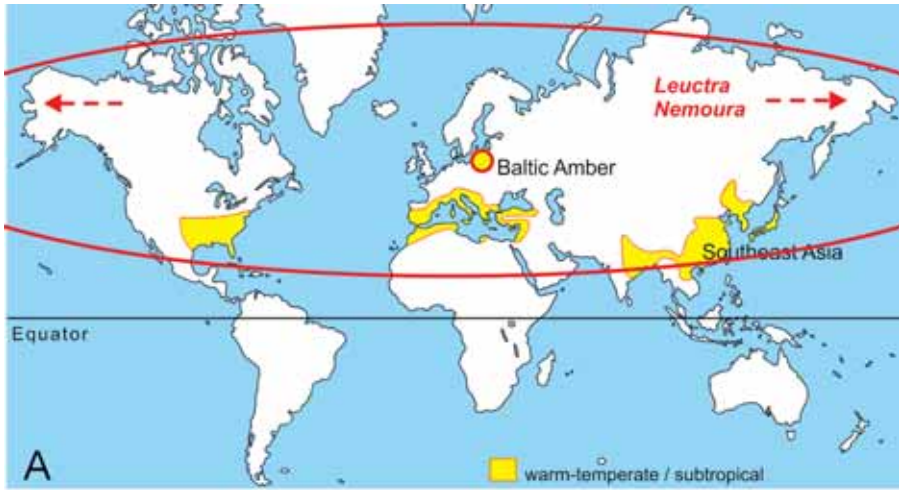 Leuctra
Nemoura
Baltic Amber
Southeast Asia
Equator
A
warm-temperate / subtropical